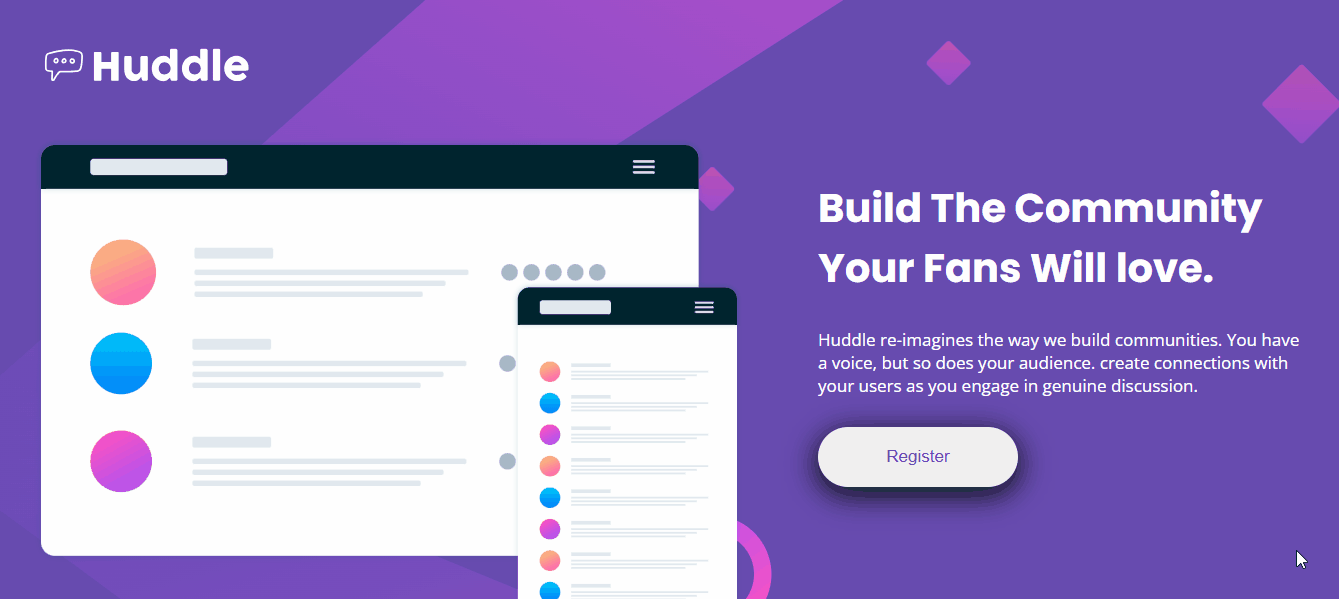 Huddle
Build The Community
Your Fans Will love.
Huddle re-imagines the way we build communities. You have
a voice, but so does your audience. create connections with
your users as you engage in genuine discussion.
Register